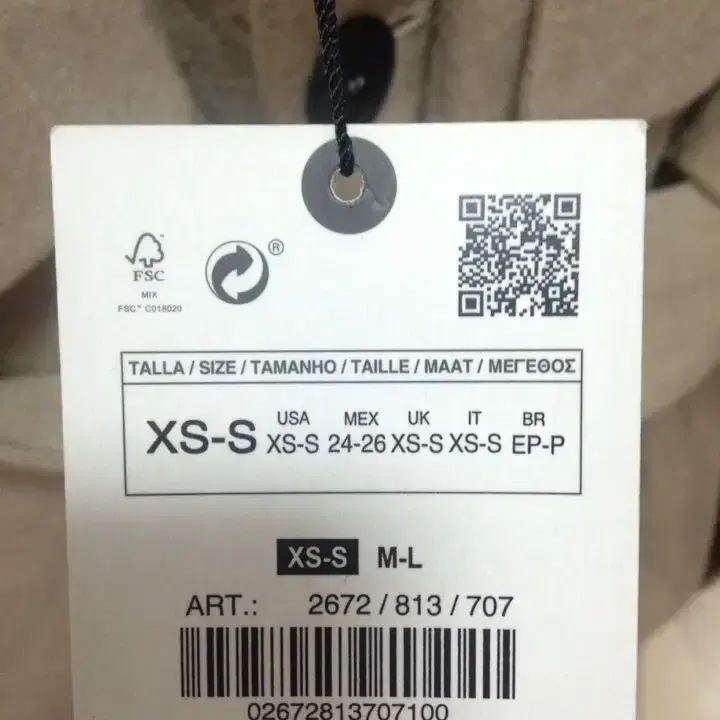 FSC
MIX
FSC™ C018020
®
TALLA / SIZE / TAMANHO / TAILLE / MAAT / ΜΕΓΕΘΟΣ
XS-S
USA MEX UK IT BR
XS-S 24-26 XS-S XS-S EP-P
XS-S M-L
ART.: 2672 / 813 / 707
02672813707100